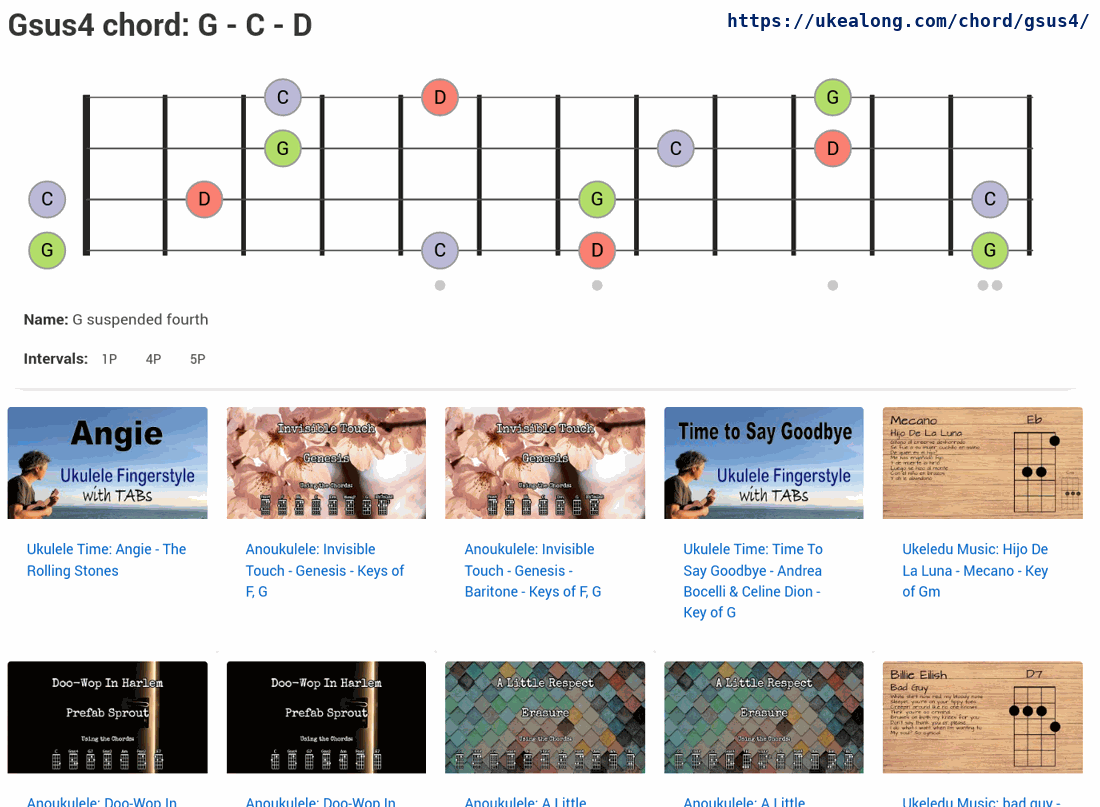 Gsus4 chord: G - C - D
https://ukealong.com/chord/gsus4/
C D G
G C D
C D G C
G C D G
Name: G suspended fourth
Intervals: 1P 4P 5P
Angie
Ukulele Fingerstyle
with TABs
Invisible Touch
Genesis
Using the Chords:
Invisible Touch
Genesis
Using the Chords:
Time to Say Goodbye
Ukulele Fingerstyle
with TABs
Mecano
Hijo De La Luna
Eb
Ukulele Time: Angie - The
Rolling Stones
Anoukulele: Invisible
Touch - Genesis - Keys of
F, G
Anoukulele: Invisible
Touch - Genesis -
Baritone - Keys of F, G
Ukulele Time: Time To
Say Goodbye - Andrea
Bocelli & Celine Dion -
Key of G
Ukeledu Music: Hijo De
La Luna - Mecano - Key
of Gm
Doo-Wop In Harlem
Prefab Sprout
Using the Chords:
Doo-Wop In Harlem
Prefab Sprout
Using the Chords:
A Little Respect
Erasure
Using the Chords:
A Little Respect
Erasure
Using the Chords:
Billie Eilish
Bad Guy
D7
Anoukulele: Doo-Wop In
Anoukulele: Doo-Wop In
Anoukulele: A Little
Anoukulele: A Little
Ukeledu Music: bad guy -